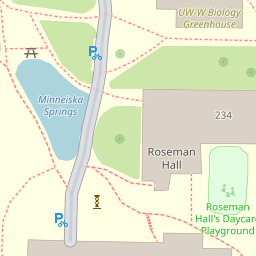 UW-W Biology
Greenhouse
Minneiska
Springs
234
Roseman
Hall
Roseman
Hall's Daycare
Playground